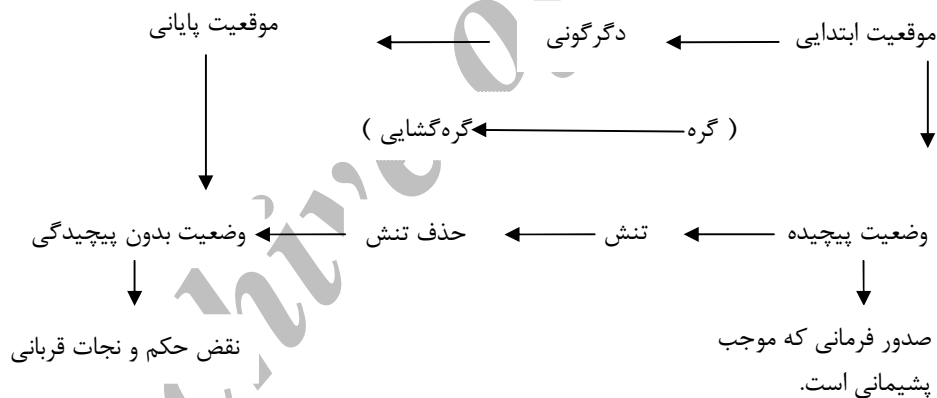 موقعیت ابتدایی دگرگونی موقعیت پایانی
( گره گره‌گشایی )
وضعیت پیچیده تنش حذف تنش وضعیت بدون پیچیدگی
صدور فرمانی که موجب
پشیمانی است.
نقض حکم و نجات قربانی